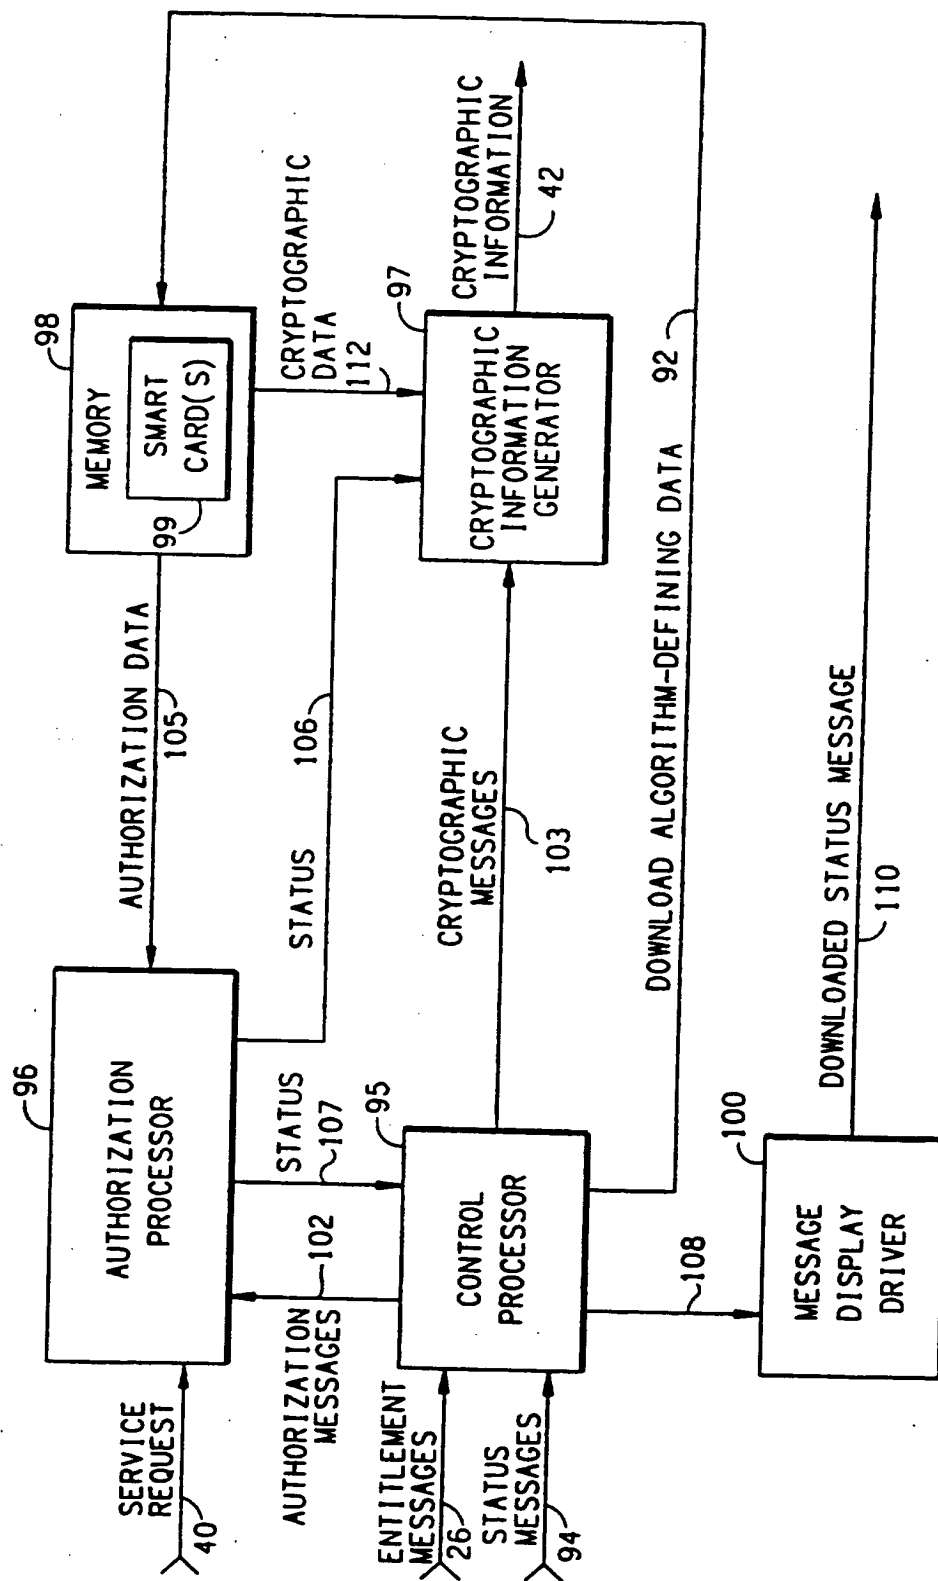 SERVICE
REQUEST
40
96
AUTHORIZATION
PROCESSOR
AUTHORIZATION DATA
105
98
MEMORY
SMART
CARD(S)
99
AUTHORIZATION
MESSAGES
102
STATUS
107
STATUS
106
CRYPTOGRAPHIC
DATA
112
ENTITLEMENT
MESSAGES
26
STATUS
MESSAGES
94
95
CONTROL
PROCESSOR
CRYPTOGRAPHIC
MESSAGES
103
97
CRYPTOGRAPHIC
INFORMATION
GENERATOR
CRYPTOGRAPHIC
INFORMATION
42
DOWNLOAD ALGORITHM-DEFINING DATA
92
108
100
MESSAGE
DISPLAY
DRIVER
DOWNLOADED STATUS MESSAGE
110